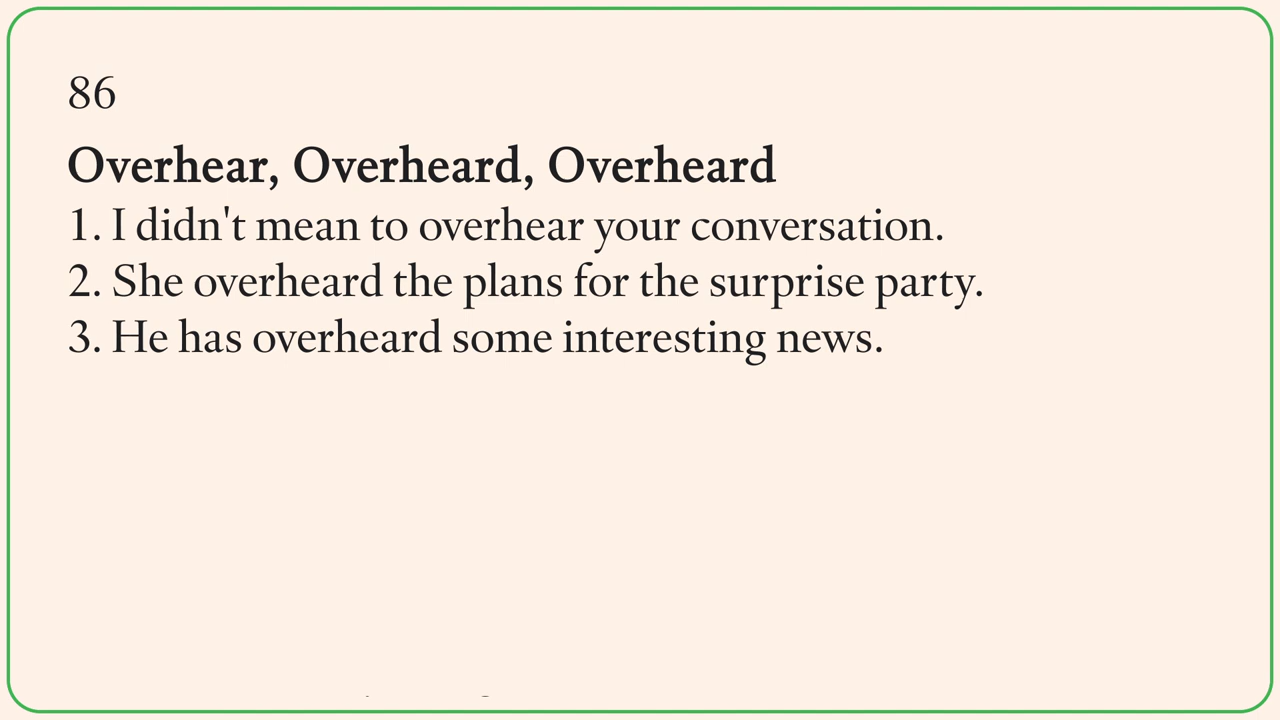 86
Overhear, Overheard, Overheard
1. I didn't mean to overhear your conversation.
2. She overheard the plans for the surprise party.
3. He has overheard some interesting news.